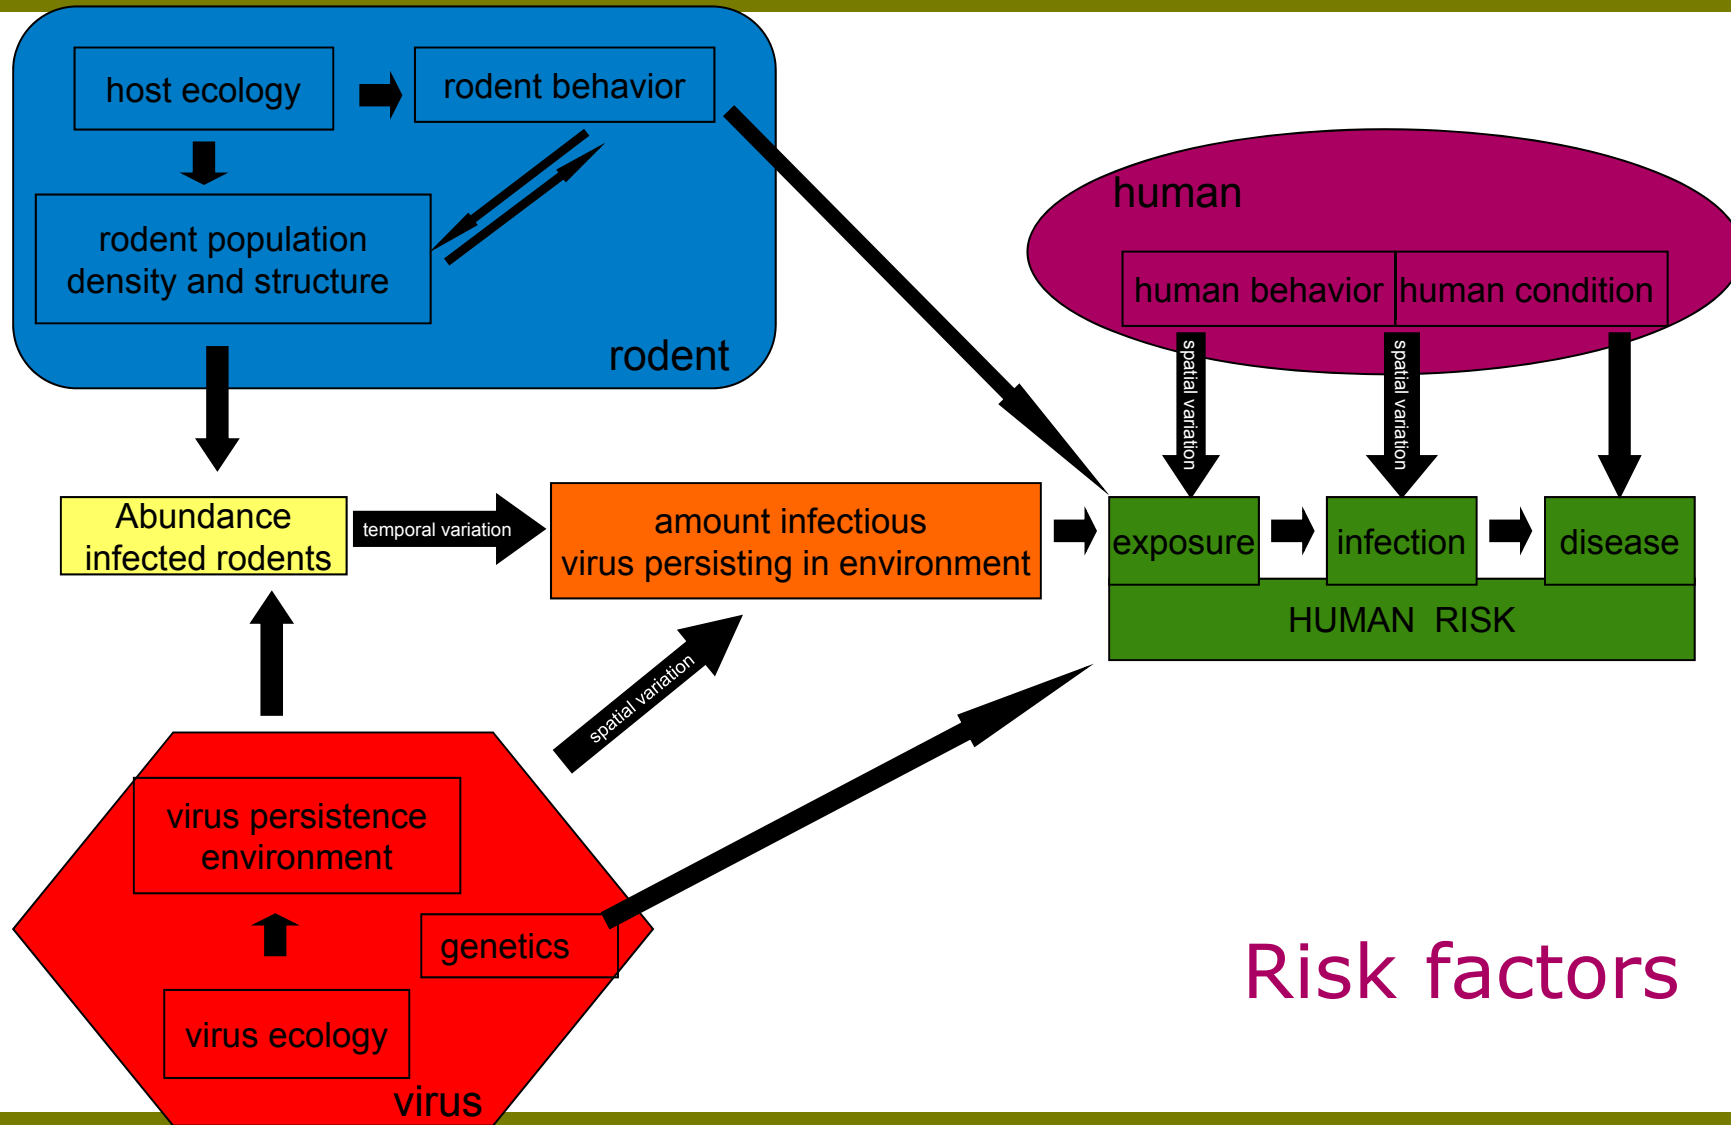 host ecology
rodent behavior
rodent population
density and structure
rodent
human
human behavior
human condition
spatial variation
spatial variation
Abundance
infected rodents
temporal variation
amount infectious
virus persisting in environment
exposure
infection
disease
HUMAN RISK
spatial variation
virus persistence
environment
genetics
virus ecology
virus
Risk factors